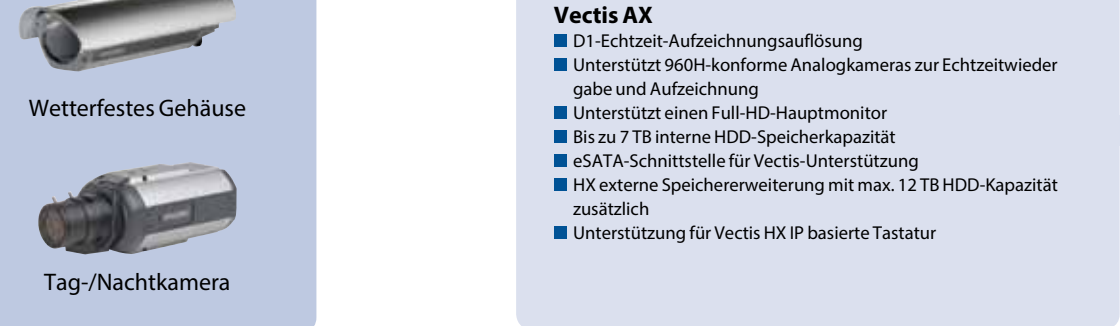 Wetterfestes Gehäuse
Tag-/Nachtkamera
Vectis AX
D1-Echtzeit-Aufzeichnungsauflösung
Unterstützt 960H-konforme Analogkameras zur Echtzeitwieder
gabe und Aufzeichnung
Unterstützt einen Full-HD-Hauptmonitor
Bis zu 7 TB interne HDD-Speicherkapazität
eSATA-Schnittstelle für Vectis-Unterstützung
HX externe Speichererweiterung mit max. 12 TB HDD-Kapazität
zusätzlich
Unterstützung für Vectis HX IP basierte Tastatur